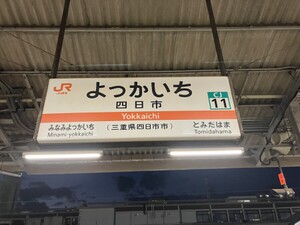 JR
よっかいち
四日市
Yokkaichi
CJ
11
みなみよっかいち
Minami-yokkaichi
(三重県四日市市)
とみだはま
Tomidahama